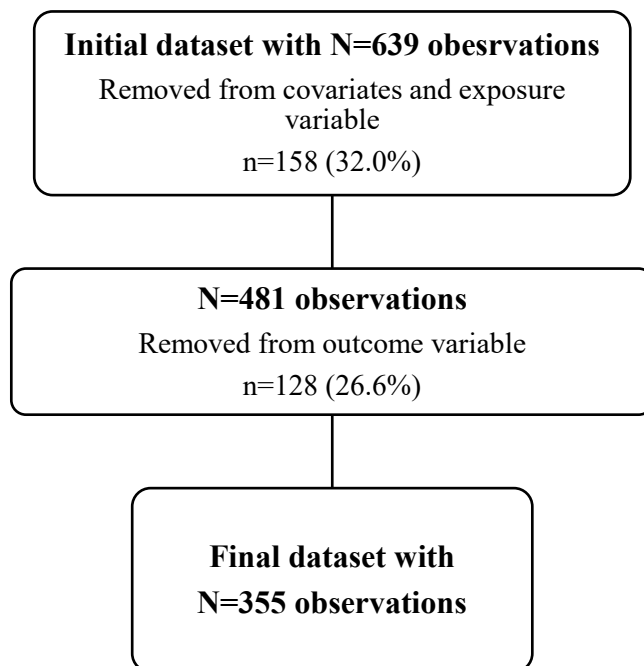 Initial dataset with N=639 obesrvations
Removed from covariates and exposure
variable
n=158 (32.0%)
N=481 observations
Removed from outcome variable
n=128 (26.6%)
Final dataset with
N=355 observations